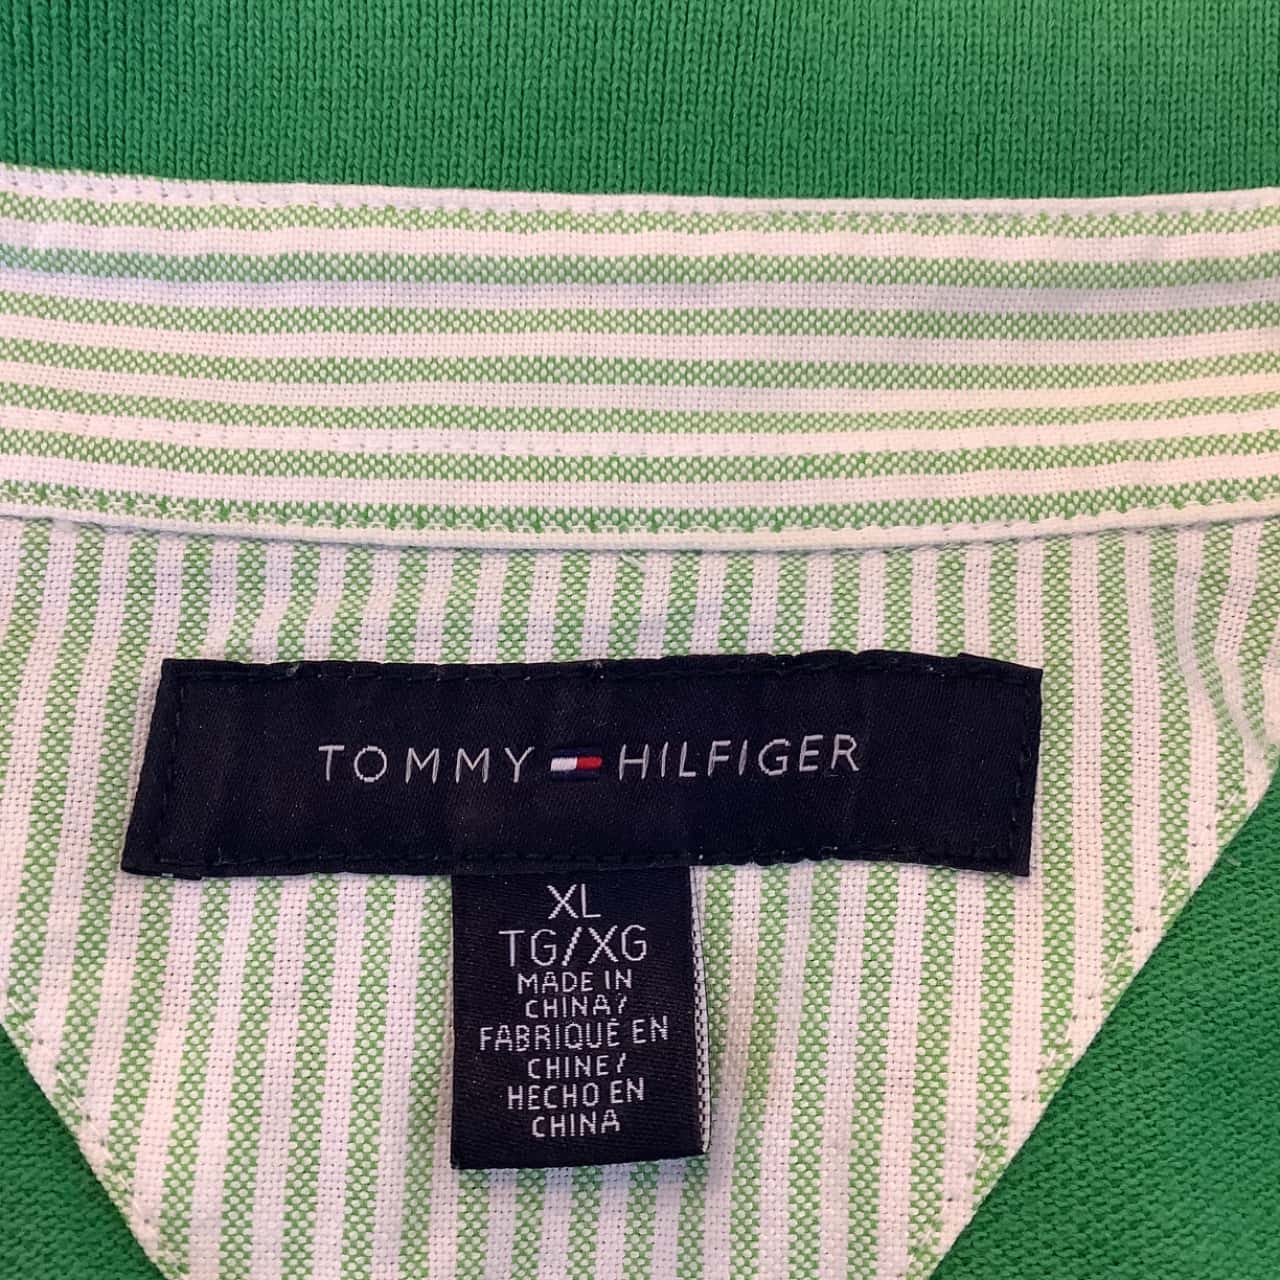 TOMMY HILFIGER
XL
TG/XG
MADE IN
CHINA/
FABRIQUÉ EN
CHINE/
HECHO EN
CHINA